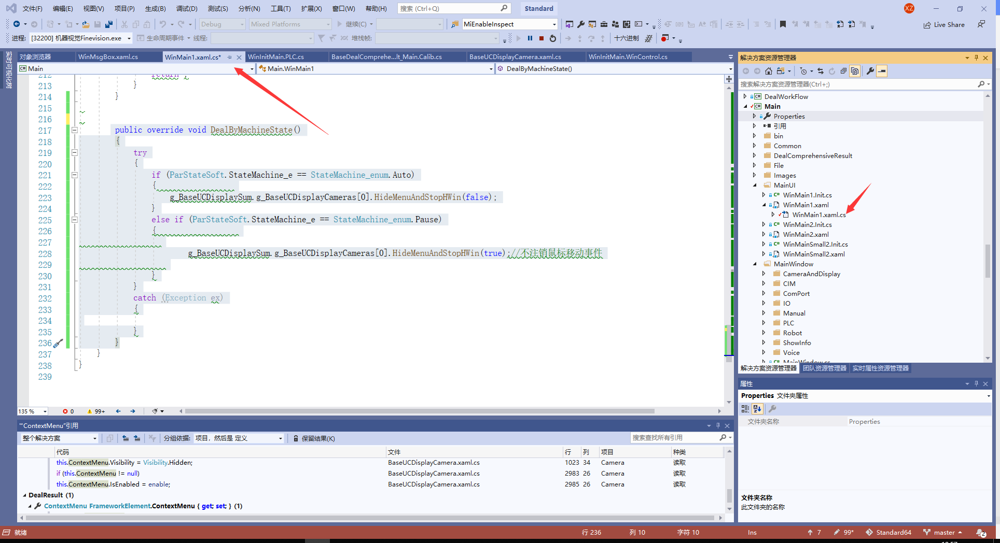 文件(F) 编辑(E) 视图(V) 项目(P) 生成(B) 调试(D) 测试(S) 分析(N) 工具(T) 扩展(X) 窗口(W) 帮助(H) 搜索 (Ctrl+Q) Standard XZ
Debug Mixed Platforms 继续(C) MiEnableInspect Live Share
进程: [32200] 机器视觉Finevision.exe 生命周期事件 线程: 堆栈帧: 十六进制
实时可视化树
对象浏览器 WinMsgBox.xaml.cs WinMain1.xaml.cs* WinInitMain.PLC.cs BaseDealComprehe...lt_Main.Calib.cs BaseUCDisplayCamera.xaml.cs WinInitMain.WinControl.cs
Main Main.WinMain1 DealByMachineState()
212 return ;
213 }
214 }
215
216
217 public override void DealByMachineState()
218 {
219 try
220 {
221 if (ParStateSoft.StateMachine_e == StateMachine_enum.Auto)
222 {
223 g_BaseUCDisplaySum.g_BaseUCDisplayCameras[0].HideMenuAndStopHWin(false);
224 }
225 else if (ParStateSoft.StateMachine_e == StateMachine_enum.Pause)
226 {
227
228 g_BaseUCDisplaySum.g_BaseUCDisplayCameras[0].HideMenuAndStopHWin(true);//不注销鼠标移动事件
229
230 }
231 }
232 catch (Exception ex)
233 {
234
235 }
236 }
237 }
238 }
239
135 % 0 99+
"“ContextMenu”引用
整个解决方案 分组依据: 项目，然后是 定义 保留结果(K) 搜索查找所有引用
代码 文件 行 列 项目 种类
this.ContextMenu.Visibility = Visibility.Hidden; BaseUCDisplayCamera.xaml.cs 1023 34 Camera 读取
if (this.ContextMenu != null) BaseUCDisplayCamera.xaml.cs 2983 26 Camera 读取
this.ContextMenu.IsEnabled = enable; BaseUCDisplayCamera.xaml.cs 2985 26 Camera 读取
DealResult (1)
ContextMenu FrameworkElement.ContextMenu { get; set; } (1)
解决方案资源管理器
搜索解决方案资源管理器(Ctrl+;)
DealWorkFlow
Main
Properties
引用
bin
Common
DealComprehensiveResult
File
Images
MainUI
WinMain1.Init.cs
WinMain1.xaml
WinMain1.xaml.cs
WinMain2.Init.cs
WinMain2.xaml
WinMainSmall2.Init.cs
WinMainSmall2.xaml
MainWindow
CameraAndDisplay
CIM
ComPort
IO
Manual
PLC
Robot
ShowInfo
Voice
MainWindow.cs
解决方案资源管理器 团队资源管理器 实时属性资源管理器
属性
Properties 文件夹属性
文件夹名称 Properties
文件夹名称
此文件夹的名称
就绪 行 236 列 10 字符 10 Ins 7 99* Standard64 master 2